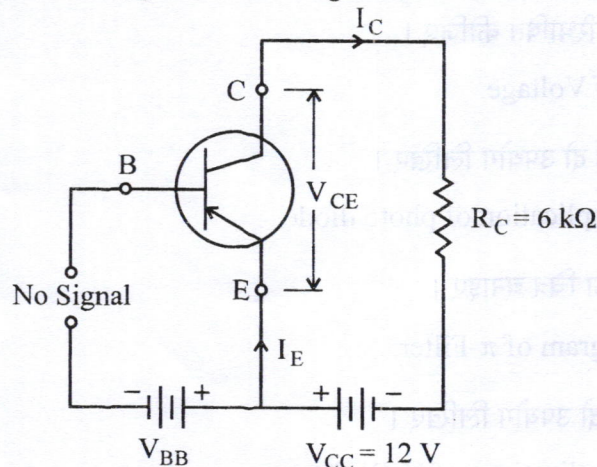 I_C
C
B
V_CE
R_C = 6 kΩ
No Signal
E
I_E
− + + −
V_BB V_CC = 12 V